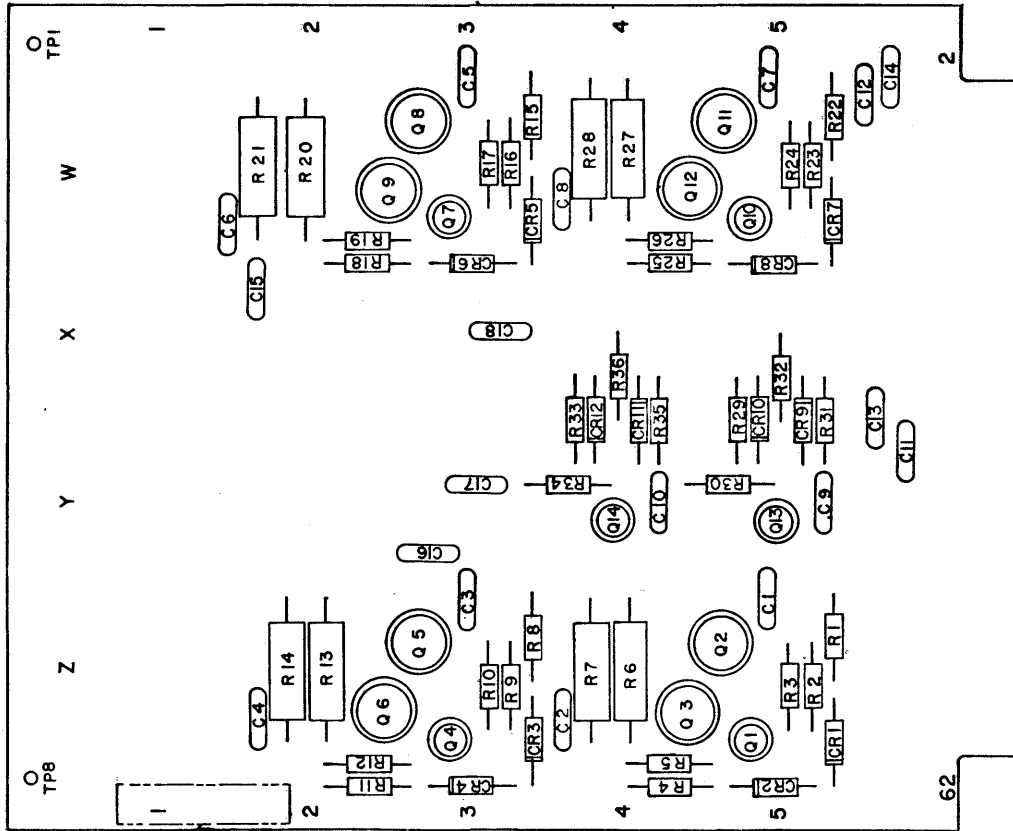 TP1
1
2
3
4
5
2
C5
C7
C12
C14
Q8
Q11
R15
R22
R21
R20
R28
R27
R17
R16
R24
R23
W
Q9
Q12
C6
C8
Q7
Q10
CR5
CR7
R19
R18
R26
R25
CR6
CR8
C15
X
C18
R36
R32
R33
CR12
CR11
R35
R29
CR10
CR9
R31
C13
C11
Y
C17
R34
C10
R30
C9
Q14
Q13
C16
C3
C1
Z
R14
R13
Q5
R8
R7
R6
Q2
R1
R10
R9
R3
R2
C4
Q6
C2
Q3
Q4
CR3
Q1
CR1
R12
R11
R5
R4
CR4
CR2
TP8
1
2
3
4
5
62